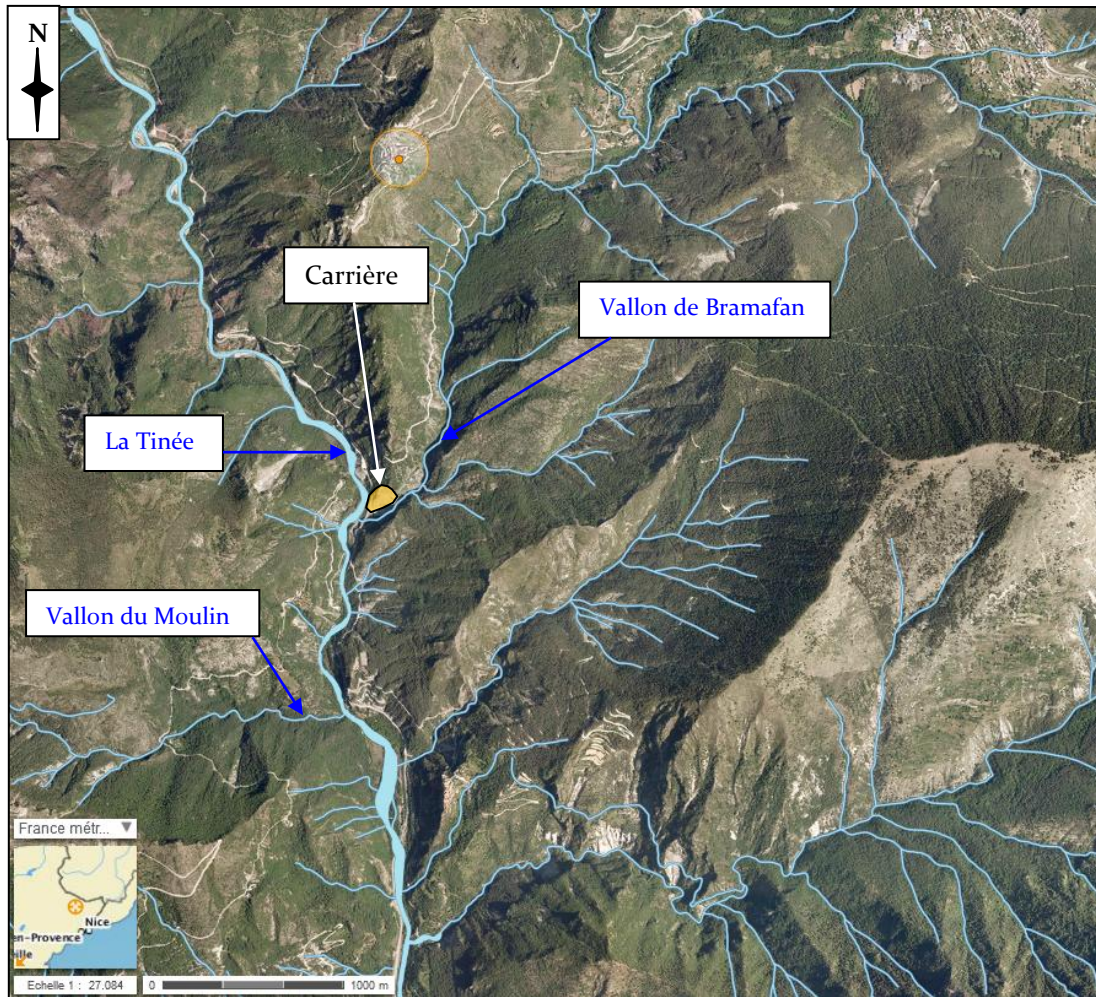 N
Carrière
Vallon de Bramafan
La Tinée
Vallon du Moulin
France métr...
Nice
en-Provence
ille
Echelle 1 : 27.084
0 1000 m